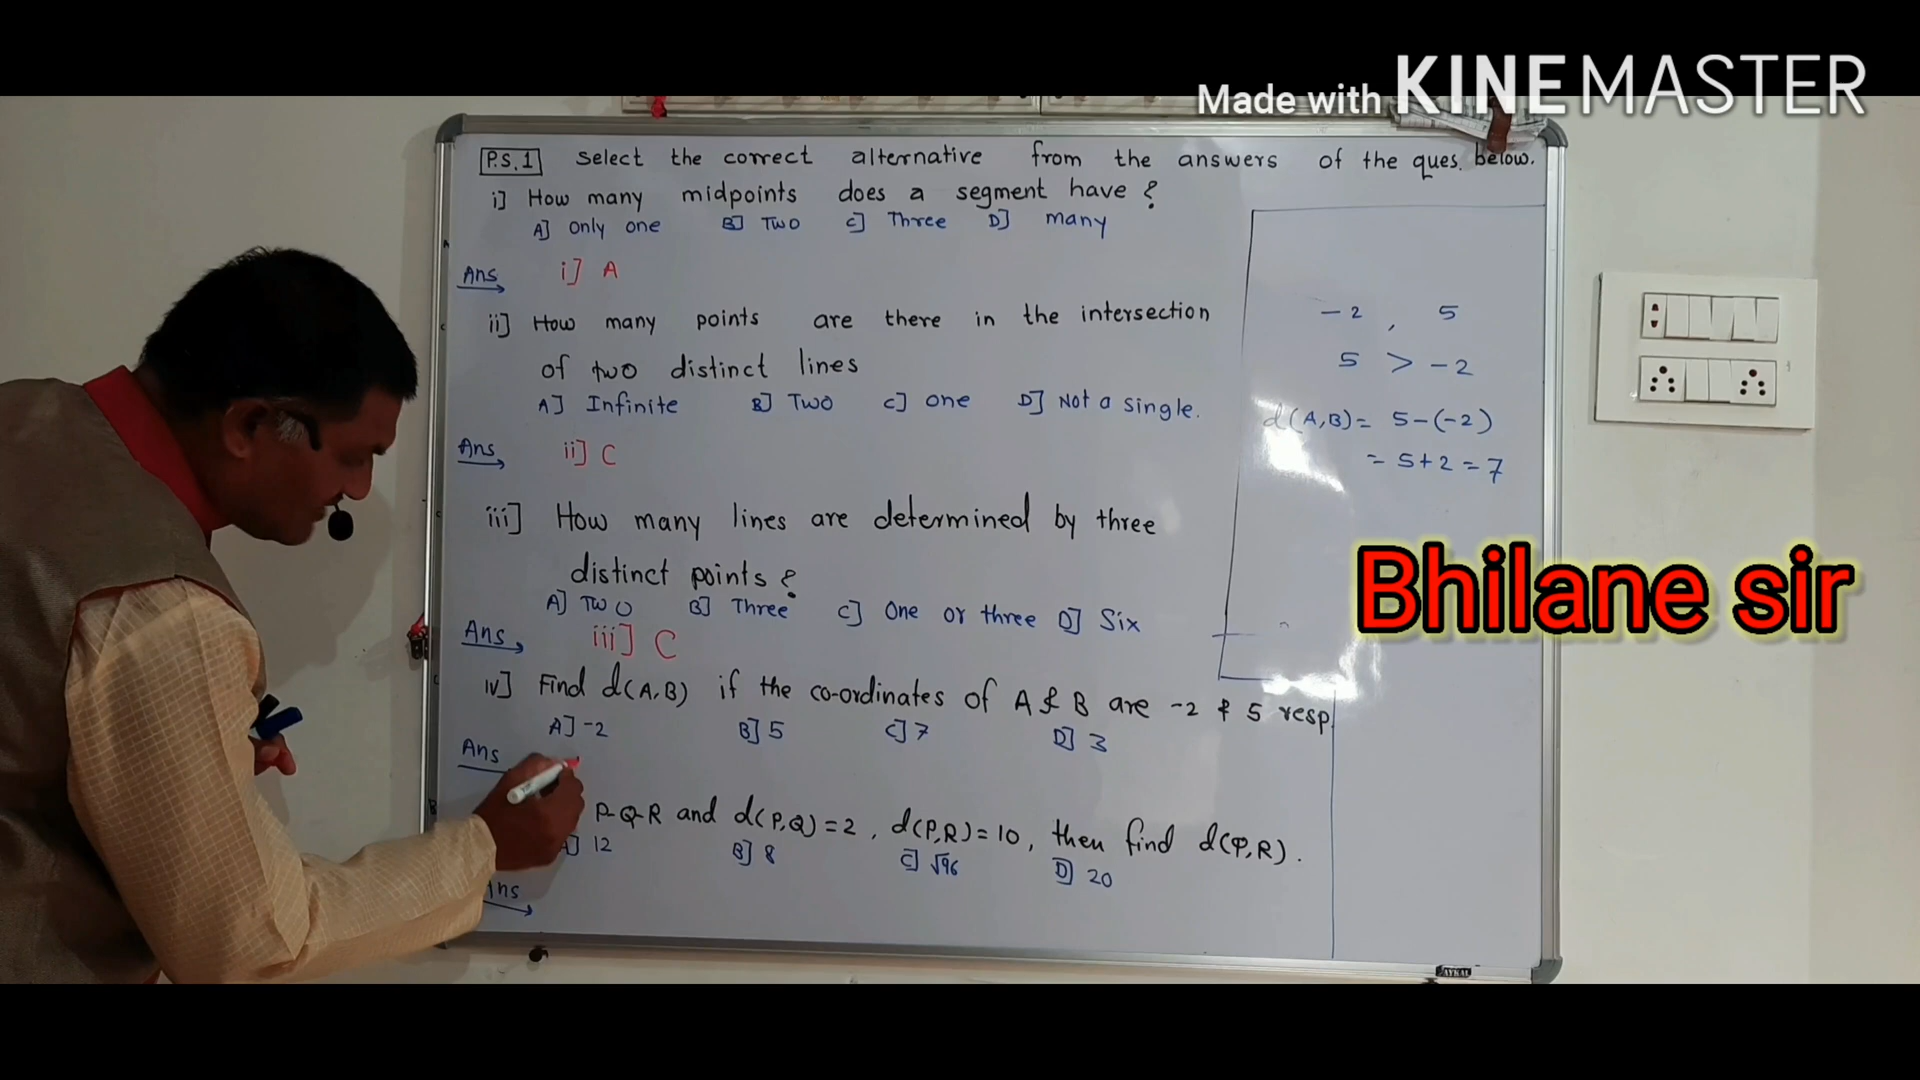 Made with KINEMASTER
P.S.1 Select the correct alternative from the answers of the ques. below.
i] How many midpoints does a segment have ?
A] only one B] Two C] Three D] many
Ans i] A
ii] How many points are there in the intersection
of two distinct lines
A] Infinite B] Two C] one D] Not a single.
Ans ii] C
iii] How many lines are determined by three
distinct points ?
A] Two B] Three C] One or three D] Six
Ans iii] C
iv] Find d(A,B) if the co-ordinates of A & B are -2 & 5 resp.
A] -2 B] 5 C] 7 D] 3
Ans
P-Q-R and d(P,Q)=2, d(P,R)=10, then find d(Q,R).
A] 12 B] 8 C] √96 D] 20
Ans
-2, 5
5 > -2
d(A,B)= 5-(-2)
= 5+2=7
Bhilane sir